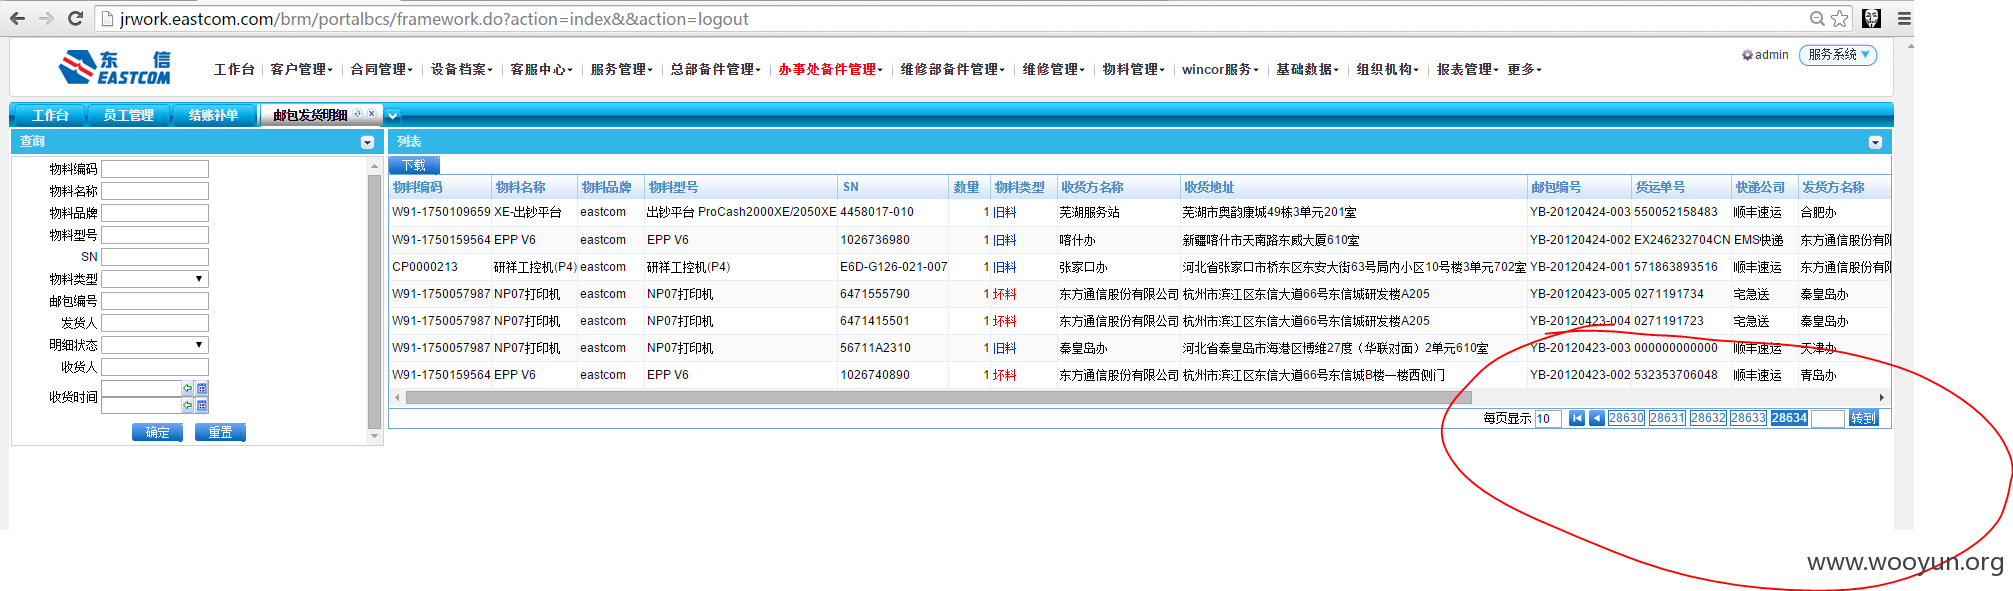 jrwork.eastcom.com/brm/portalbcs/framework.do?action=index&&action=logout
东 信
EASTCOM
工作台 客户管理 合同管理 设备档案 客服中心 服务管理 总部备件管理 办事处备件管理 维修部备件管理 维修管理 物料管理 wincor服务 基础数据 组织机构 报表管理 更多
admin 服务系统
工作台 员工管理 结账补单 邮包发货明细
查询
物料编码
物料名称
物料品牌
物料型号
SN
物料类型
邮包编号
发货人
明细状态
收货人
收货时间
确定 重置
列表
下载
物料编码 物料名称 物料品牌 物料型号 SN 数量 物料类型 收货方名称 收货地址 邮包编号 货运单号 快递公司 发货方名称
W91-1750109659 XE-出钞平台 eastcom 出钞平台 ProCash2000XE/2050XE 4458017-010 1 旧料 芜湖服务站 芜湖市奥韵康城49栋3单元201室 YB-20120424-003 550052158483 顺丰速运 合肥办
W91-1750159564 EPP V6 eastcom EPP V6 1026736980 1 旧料 喀什办 新疆喀什市天南路东威大厦610室 YB-20120424-002 EX246232704CN EMS快递 东方通信股份有限
CP0000213 研祥工控机(P4) eastcom 研祥工控机(P4) E6D-G126-021-007 1 旧料 张家口办 河北省张家口市桥东区东安大街63号局内小区10号楼3单元702室 YB-20120424-001 571863893516 顺丰速运 东方通信股份有限
W91-1750057987 NP07打印机 eastcom NP07打印机 6471555790 1 坏料 东方通信股份有限公司 杭州市滨江区东信大道66号东信城研发楼A205 YB-20120423-005 0271191734 宅急送 秦皇岛办
W91-1750057987 NP07打印机 eastcom NP07打印机 6471415501 1 坏料 东方通信股份有限公司 杭州市滨江区东信大道66号东信城研发楼A205 YB-20120423-004 0271191723 宅急送 秦皇岛办
W91-1750057987 NP07打印机 eastcom NP07打印机 56711A2310 1 旧料 秦皇岛办 河北省秦皇岛市海港区博维27度（华联对面）2单元610室 YB-20120423-003 000000000000 顺丰速运 天津办
W91-1750159564 EPP V6 eastcom EPP V6 1026740890 1 坏料 东方通信股份有限公司 杭州市滨江区东信大道66号东信城B楼一楼西侧门 YB-20120423-002 532353706048 顺丰速运 青岛办
每页显示 10 28630 28631 28632 28633 28634 转到
www.wooyun.org